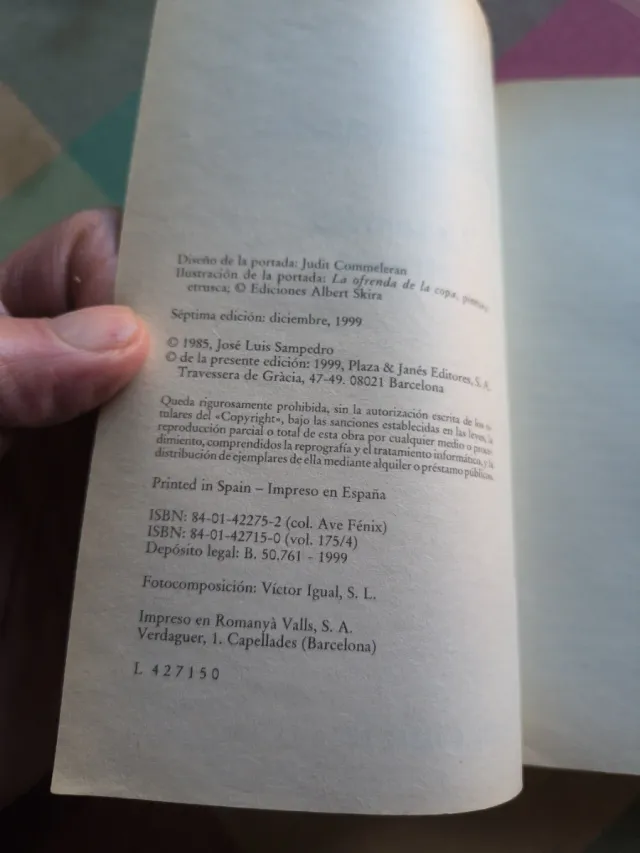 Diseño de la portada: Judit Commeleran
Ilustración de la portada: La ofrenda de la copa, pintura
etrusca; © Ediciones Albert Skira
Séptima edición: diciembre, 1999
© 1985, José Luis Sampedro
© de la presente edición: 1999, Plaza & Janés Editores, S. A.
Travessera de Gràcia, 47-49. 08021 Barcelona
Queda rigurosamente prohibida, sin la autorización escrita de los
tulares del «Copyright», bajo las sanciones establecidas en las leyes, la
reproducción parcial o total de esta obra por cualquier medio o proce-
dimiento, comprendidos la reprografía y el tratamiento informático, y la
distribución de ejemplares de ella mediante alquiler o préstamo públicos.
Printed in Spain – Impreso en España
ISBN: 84-01-42275-2 (col. Ave Fénix)
ISBN: 84-01-42715-0 (vol. 175/4)
Depósito legal: B. 50.761 - 1999
Fotocomposición: Víctor Igual, S. L.
Impreso en Romanyà Valls, S. A.
Verdaguer, 1. Capellades (Barcelona)
L 427150